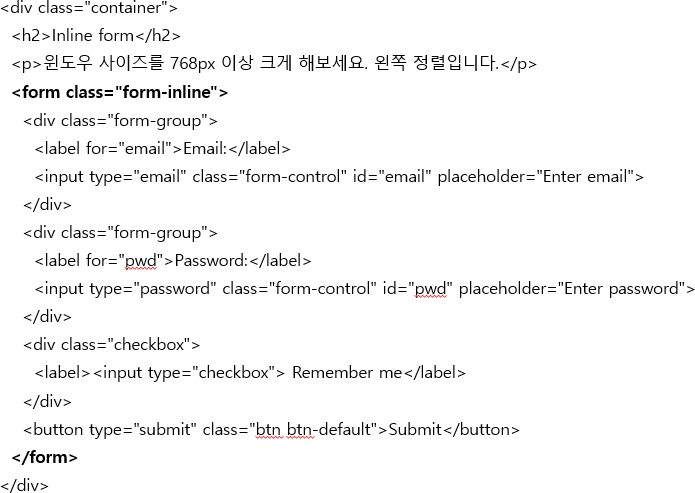 <div class="container">
<h2>Inline form</h2>
<p>윈도우 사이즈를 768px 이상 크게 해보세요. 왼쪽 정렬입니다.</p>
<form class="form-inline">
<div class="form-group">
<label for="email">Email:</label>
<input type="email" class="form-control" id="email" placeholder="Enter email">
</div>
<div class="form-group">
<label for="pwd">Password:</label>
<input type="password" class="form-control" id="pwd" placeholder="Enter password">
</div>
<div class="checkbox">
<label><input type="checkbox"> Remember me</label>
</div>
<button type="submit" class="btn btn-default">Submit</button>
</form>
</div>